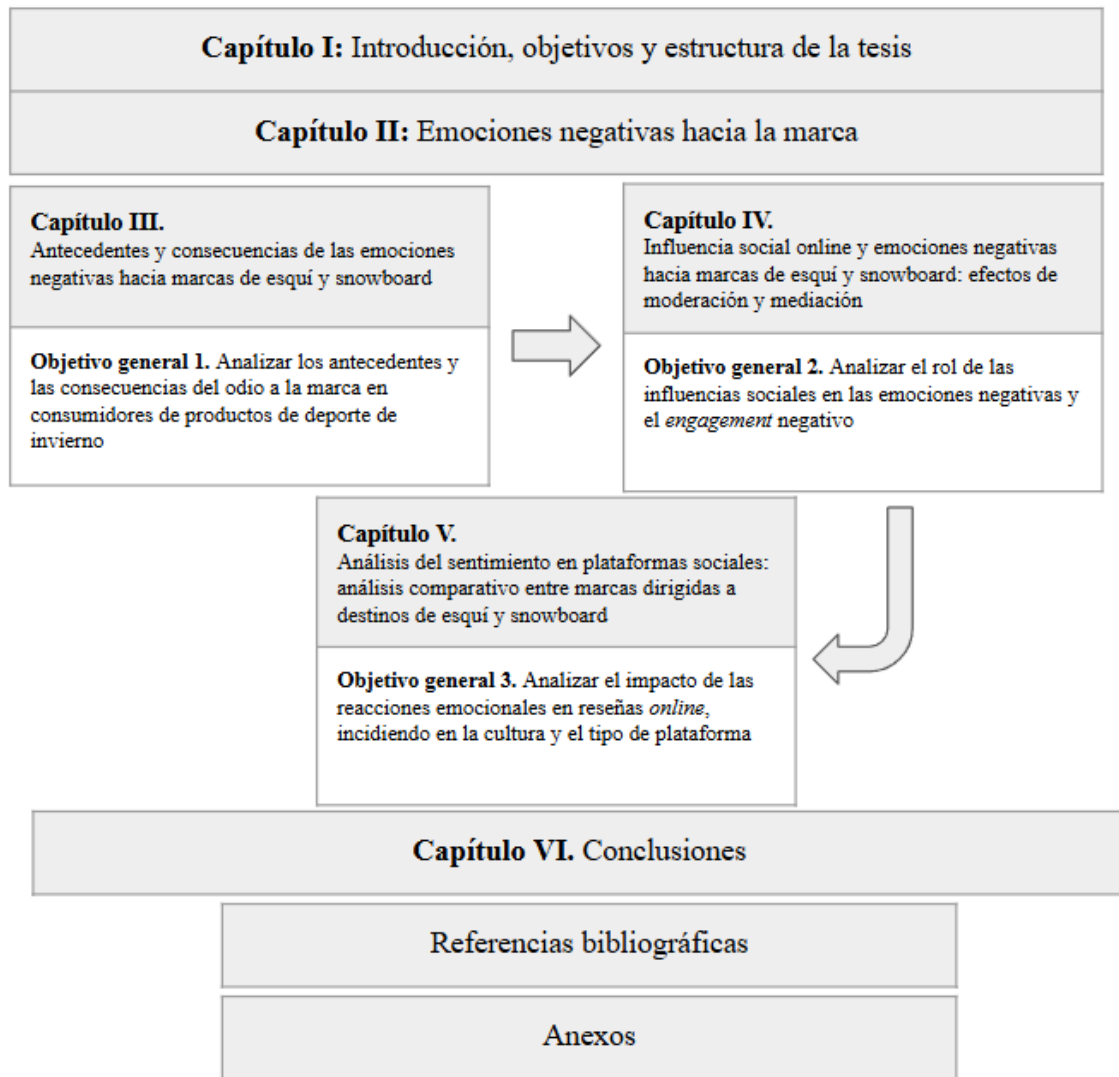 Capítulo I: Introducción, objetivos y estructura de la tesis
Capítulo II: Emociones negativas hacia la marca
Capítulo III.
Antecedentes y consecuencias de las emociones
negativas hacia marcas de esquí y snowboard
Objetivo general 1. Analizar los antecedentes y
las consecuencias del odio a la marca en
consumidores de productos de deporte de
invierno
Capítulo IV.
Influencia social online y emociones negativas
hacia marcas de esquí y snowboard: efectos de
moderación y mediación
Objetivo general 2. Analizar el rol de las
influencias sociales en las emociones negativas y
el engagement negativo
Capítulo V.
Análisis del sentimiento en plataformas sociales:
análisis comparativo entre marcas dirigidas a
destinos de esquí y snowboard
Objetivo general 3. Analizar el impacto de las
reacciones emocionales en reseñas online,
incidiendo en la cultura y el tipo de plataforma
Capítulo VI. Conclusiones
Referencias bibliográficas
Anexos